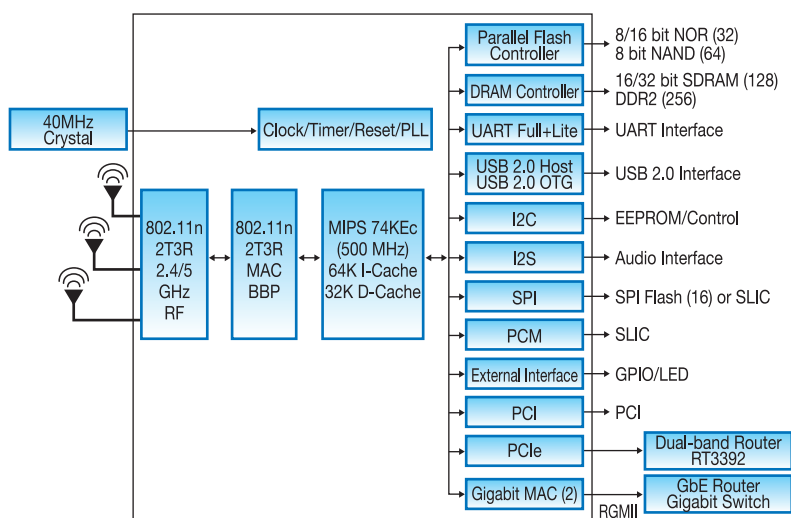 40MHz
Crystal
Clock/Timer/Reset/PLL
802.11n
2T3R
2.4/5
GHz
RF
802.11n
2T3R
MAC
BBP
MIPS 74KEc
(500 MHz)
64K I-Cache
32K D-Cache
Parallel Flash
Controller
8/16 bit NOR (32)
8 bit NAND (64)
DRAM Controller
16/32 bit SDRAM (128)
DDR2 (256)
UART Full+Lite
UART Interface
USB 2.0 Host
USB 2.0 OTG
USB 2.0 Interface
I2C
EEPROM/Control
I2S
Audio Interface
SPI
SPI Flash (16) or SLIC
PCM
SLIC
External Interface
GPIO/LED
PCI
PCI
PCIe
Dual-band Router
RT3392
Gigabit MAC (2)
RGMII
GbE Router
Gigabit Switch